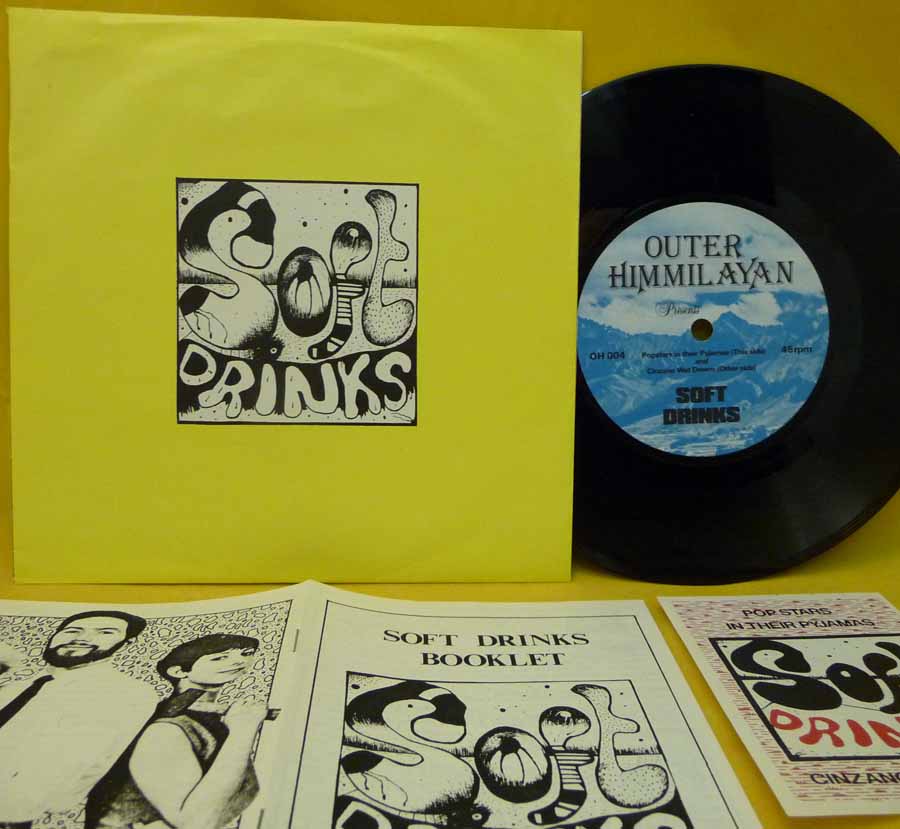 Soft
DRINKS
OUTER
HIMMILAYAN
Presents
OH 004
Popstars in their Pyjamas (This side)
and
Cinzano Wet Dream (Other side)
45rpm
SOFT
DRINKS
SOFT DRINKS
BOOKLET
Soft
POP STARS
IN THEIR PYJAMAS
Sof
DRIN
CINZANO